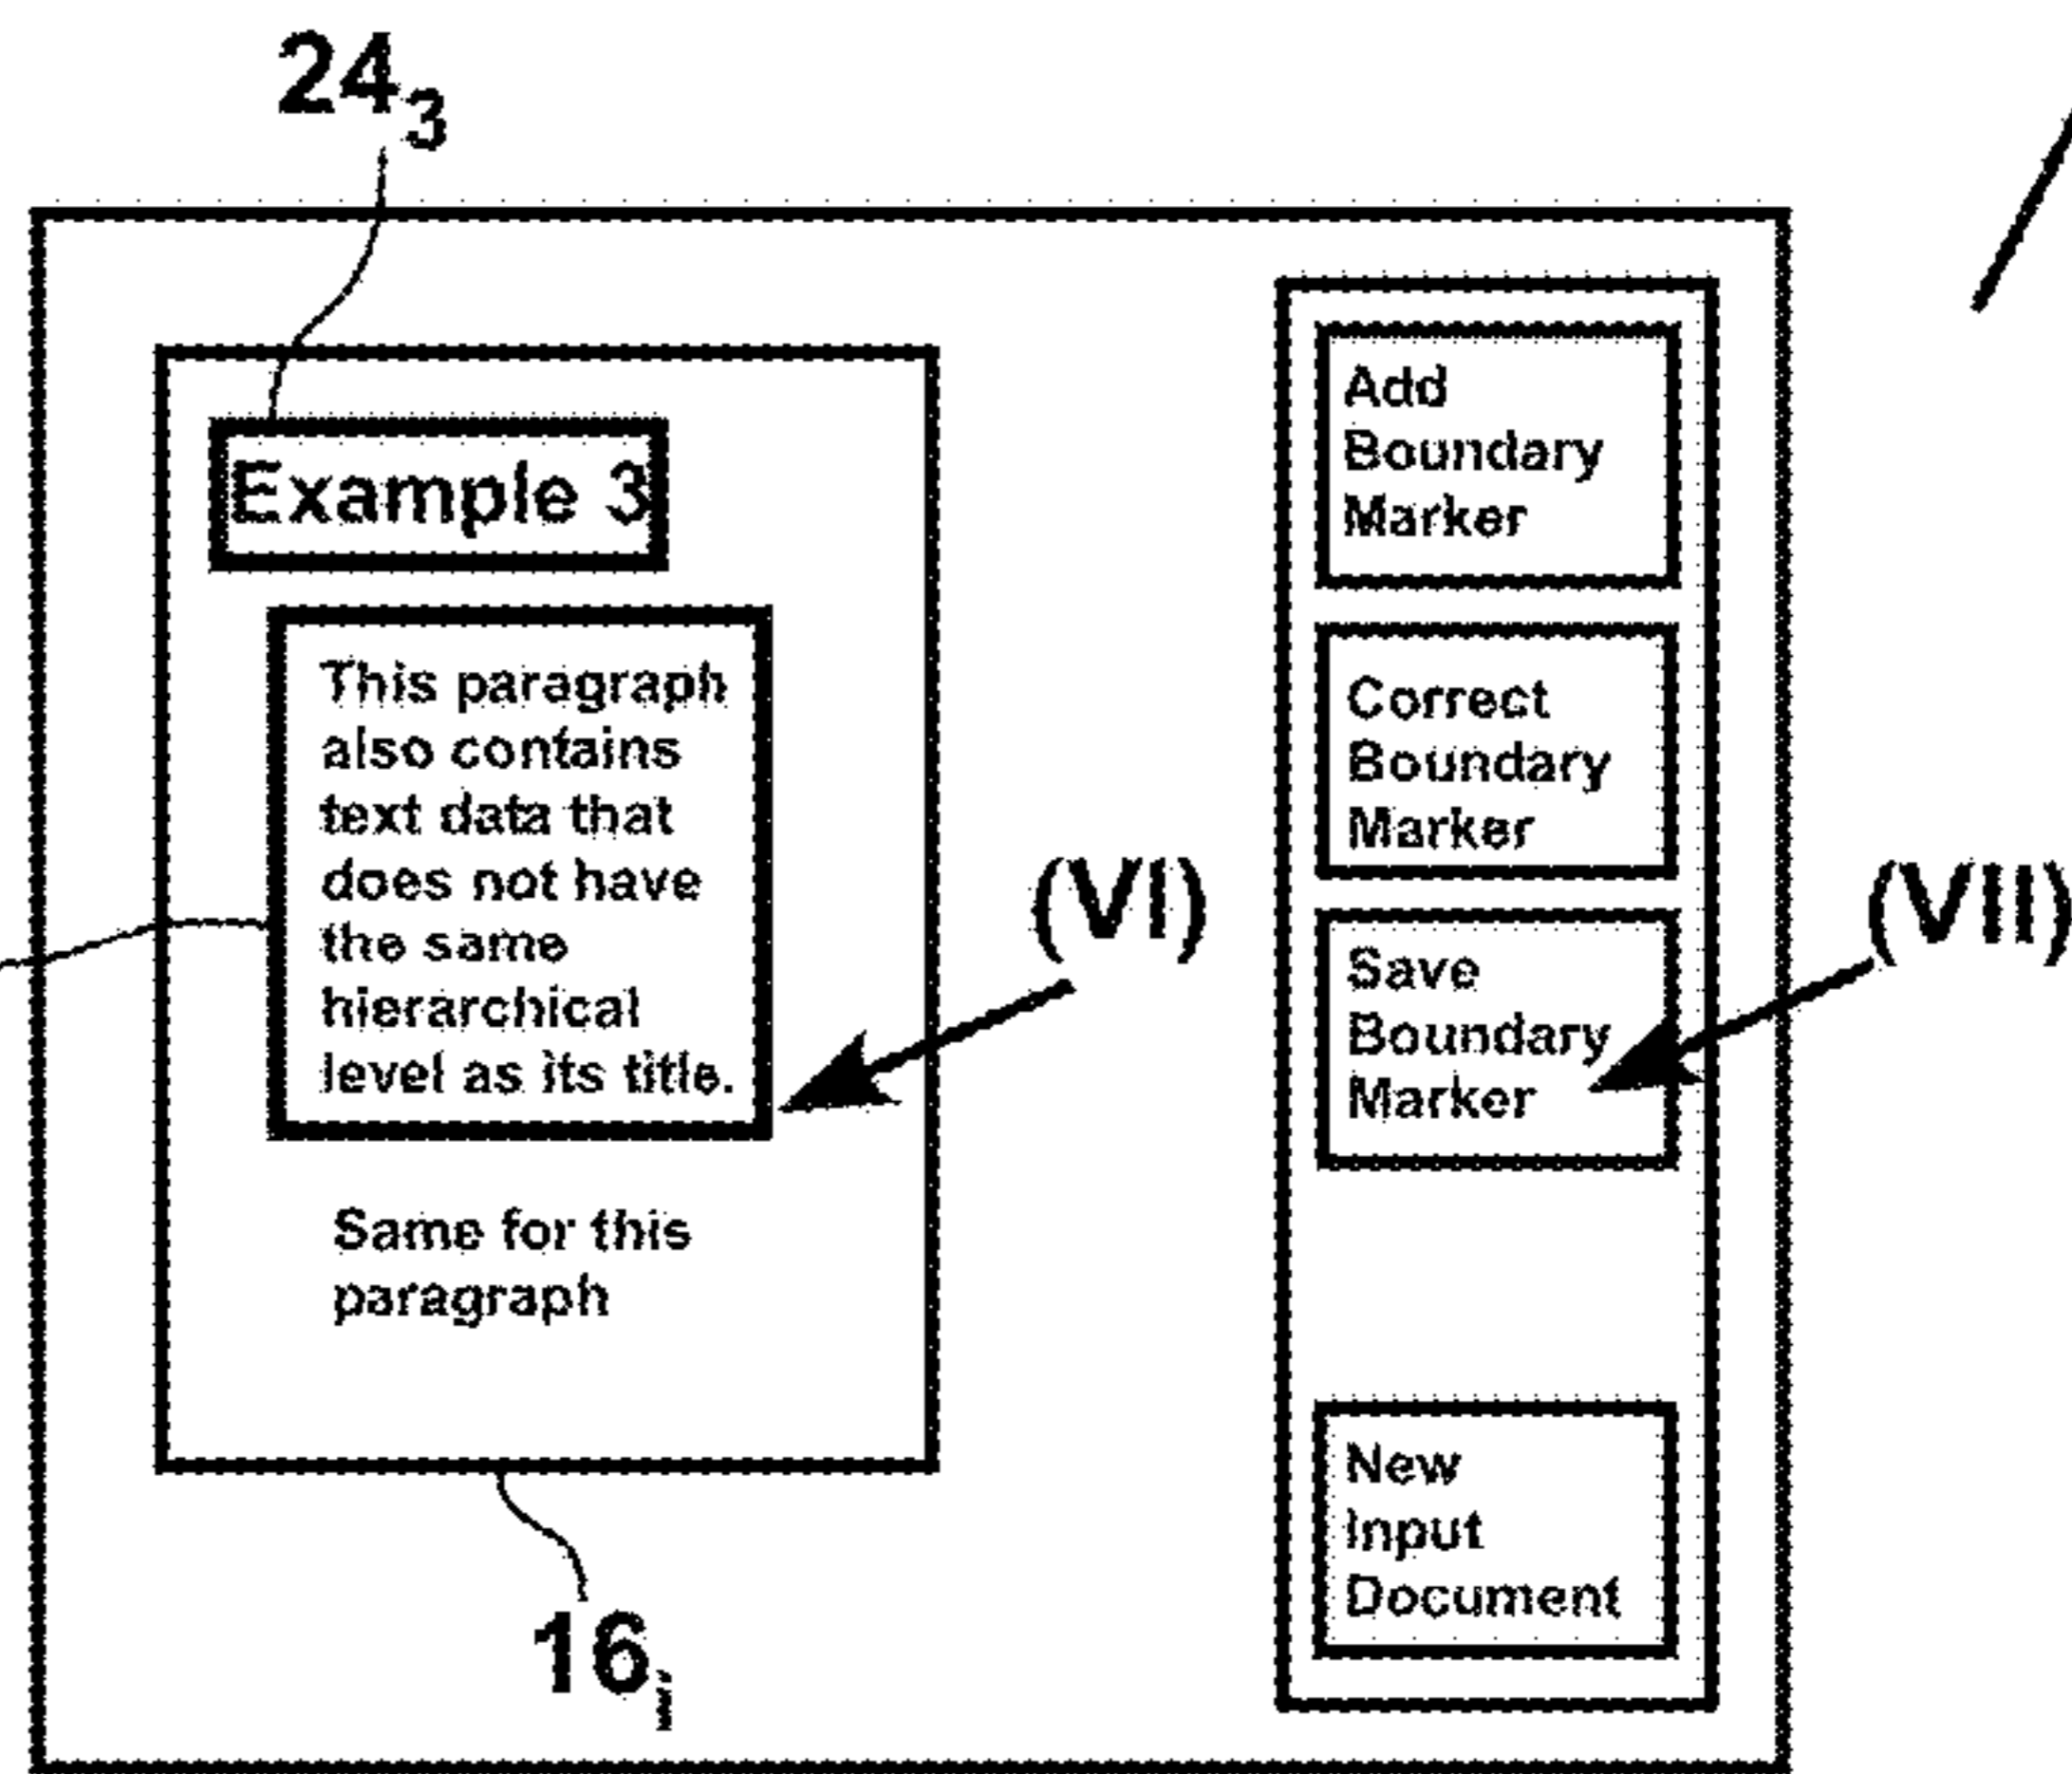 24₃
Example 3
This paragraph
also contains
text data that
does not have
the same
hierarchical
level as its title.
Same for this
paragraph
16ᵢ
(VI)
Add
Boundary
Marker
Correct
Boundary
Marker
Save
Boundary
Marker
New
Input
Document
(VII)